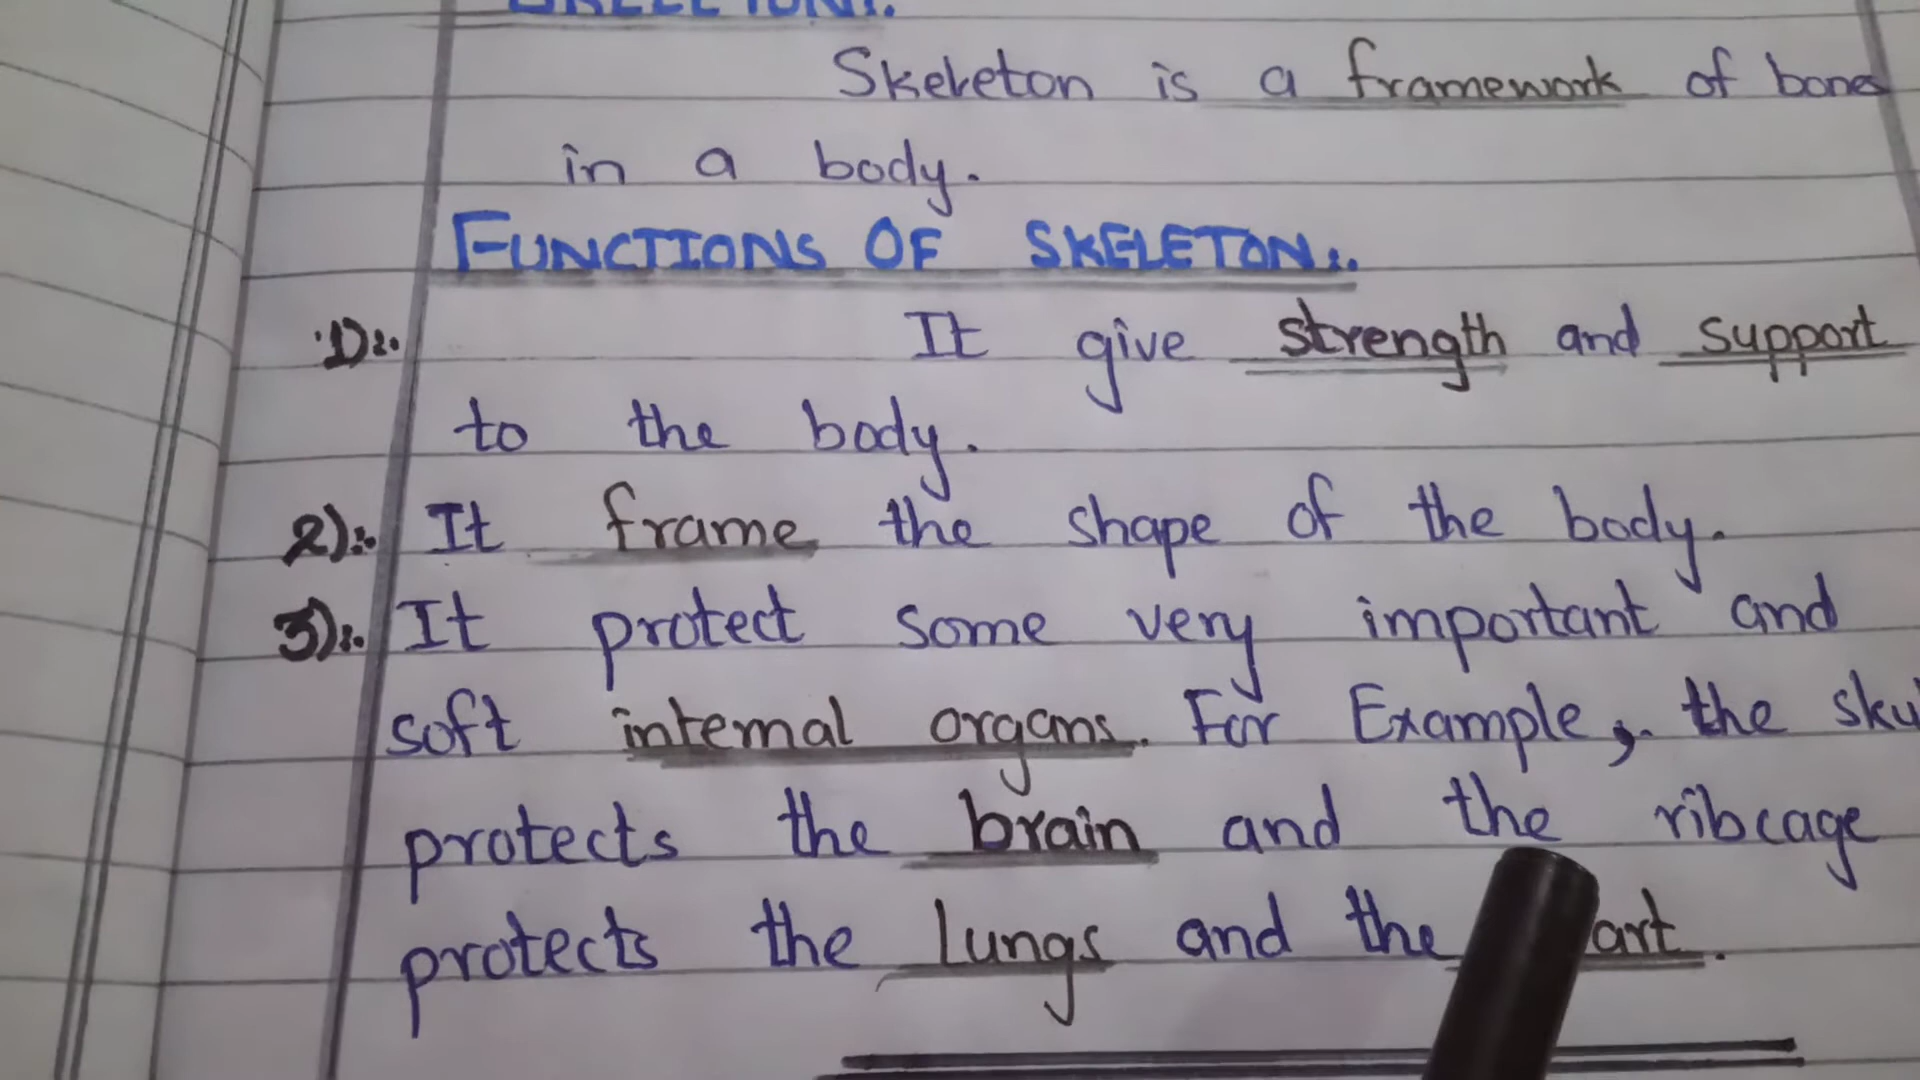 SKELETON:.
Skeleton is a framework of bones
in a body.
FUNCTIONS OF SKELETON:.
1):. It give strength and support
to the body.
2):. It frame the shape of the body.
3):. It protect some very important and
soft internal organs. For Example, the
protects the brain and the ribcage
protects the lungs and the